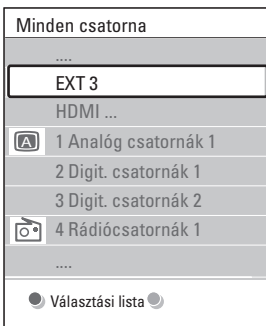 Minden csatorna
....
EXT 3
HDMI ...
A 1 Analóg csatornák 1
2 Digit. csatornák 1
3 Digit. csatornák 2
4 Rádiócsatornák 1
....
Választási lista